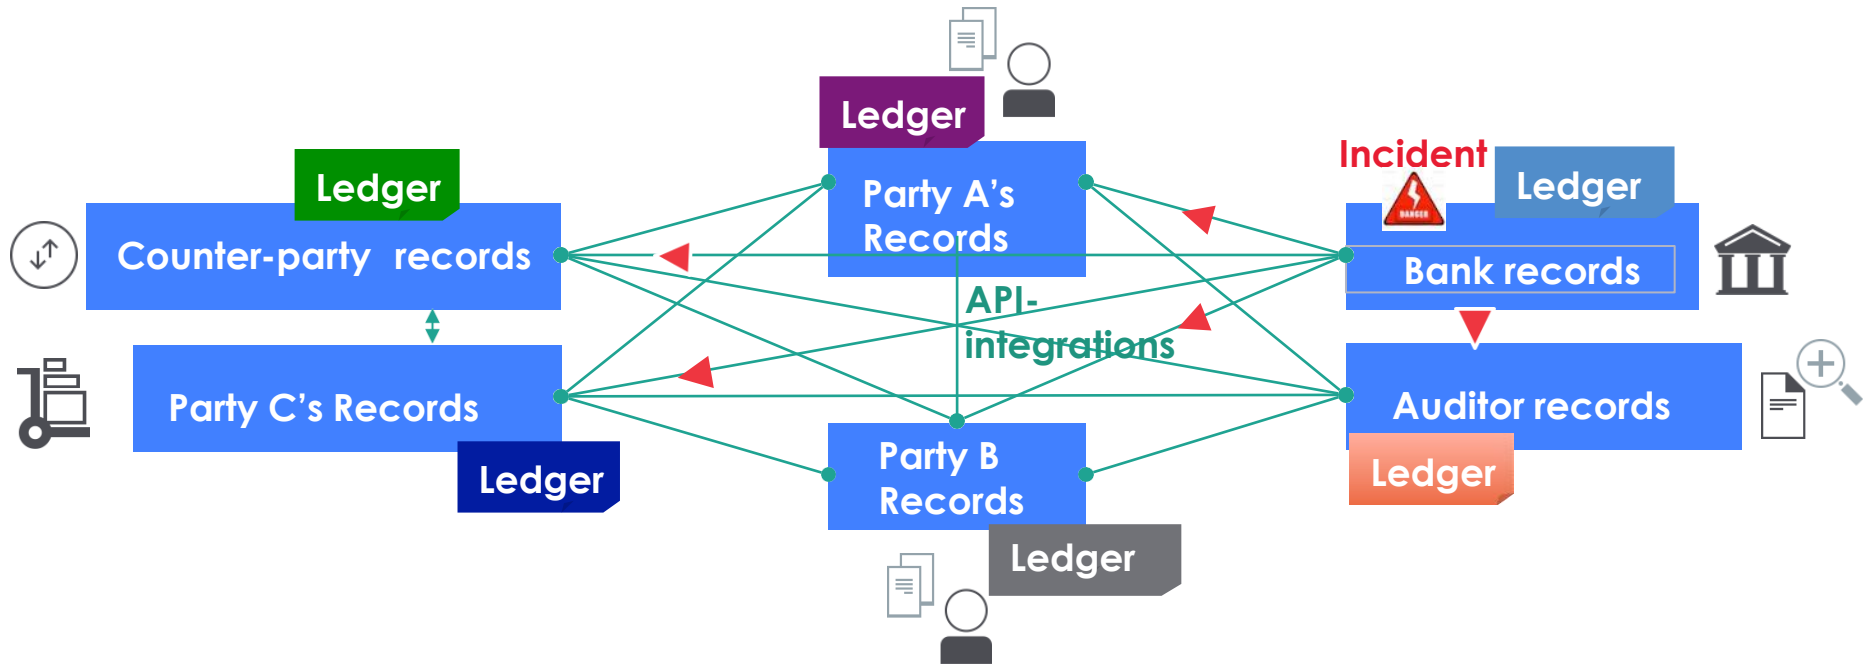 Ledger
Party A’s
Records
Ledger
Counter-party records
Incident
DANGER
Ledger
Bank records
API-
integrations
Party C’s Records
Ledger
Party B
Records
Ledger
Auditor records
Ledger